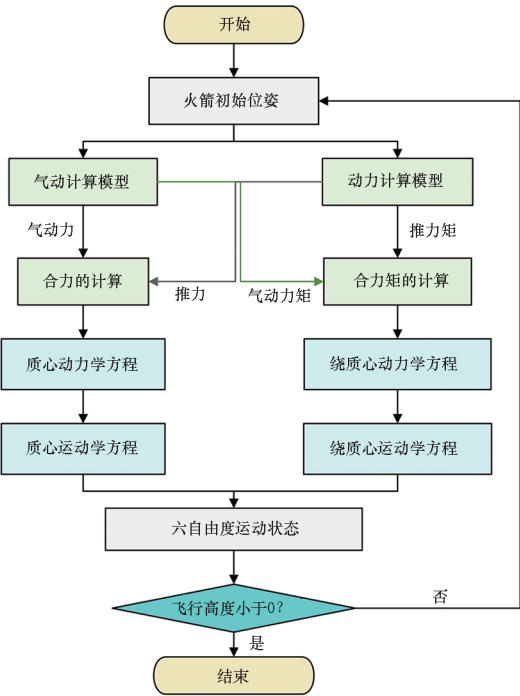 开始
火箭初始位姿
气动计算模型
动力计算模型
气动力
推力矩
合力的计算
合力矩的计算
推力
气动力矩
质心动力学方程
绕质心动力学方程
质心运动学方程
绕质心运动学方程
六自由度运动状态
飞行高度小于0?
否
是
结束